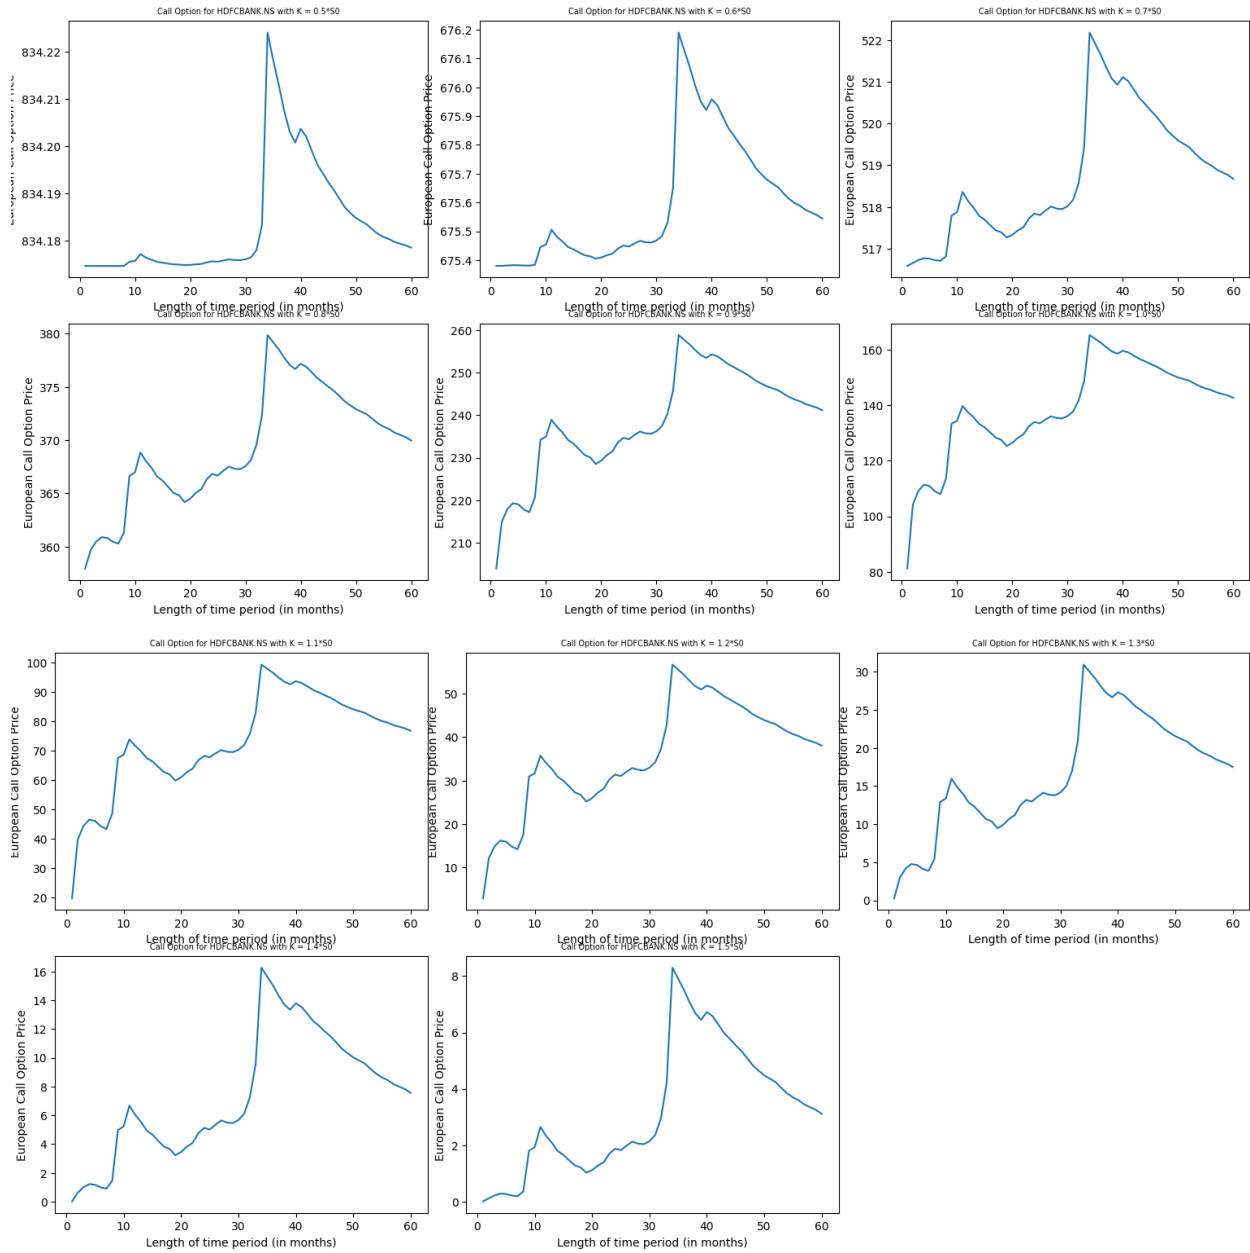 Call Option for HDFCBANK.NS with K = 0.5*S0
834.22
834.21
834.20
834.19
834.18
European Call Option Price
0 10 20 30 40 50 60
Length of time period (in months)
Call Option for HDFCBANK.NS with K = 0.6*S0
676.2
676.1
676.0
675.9
675.8
675.7
675.6
675.5
675.4
European Call Option Price
0 10 20 30 40 50 60
Length of time period (in months)
Call Option for HDFCBANK.NS with K = 0.7*S0
522
521
520
519
518
517
European Call Option Price
0 10 20 30 40 50 60
Length of time period (in months)
Call Option for HDFCBANK.NS with K = 0.8*S0
380
375
370
365
360
European Call Option Price
0 10 20 30 40 50 60
Length of time period (in months)
Call Option for HDFCBANK.NS with K = 0.9*S0
260
250
240
230
220
210
European Call Option Price
0 10 20 30 40 50 60
Length of time period (in months)
Call Option for HDFCBANK.NS with K = 1.0*S0
160
140
120
100
80
European Call Option Price
0 10 20 30 40 50 60
Length of time period (in months)
Call Option for HDFCBANK.NS with K = 1.1*S0
100
90
80
70
60
50
40
30
20
European Call Option Price
0 10 20 30 40 50 60
Length of time period (in months)
Call Option for HDFCBANK.NS with K = 1.2*S0
50
40
30
20
10
European Call Option Price
0 10 20 30 40 50 60
Length of time period (in months)
Call Option for HDFCBANK.NS with K = 1.3*S0
30
25
20
15
10
5
0
European Call Option Price
0 10 20 30 40 50 60
Length of time period (in months)
Call Option for HDFCBANK.NS with K = 1.4*S0
16
14
12
10
8
6
4
2
0
European Call Option Price
0 10 20 30 40 50 60
Length of time period (in months)
Call Option for HDFCBANK.NS with K = 1.5*S0
8
6
4
2
0
European Call Option Price
0 10 20 30 40 50 60
Length of time period (in months)